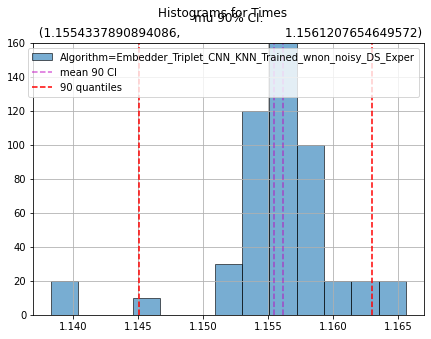 Histograms for Times
mu 90% CI:
(1.1554337890894086, 1.1561207654649572)
Algorithm=Embedder_Triplet_CNN_KNN_Trained_wnon_noisy_DS_Exper
mean 90 CI
90 quantiles
160
140
120
100
80
60
40
20
0
1.140 1.145 1.150 1.155 1.160 1.165